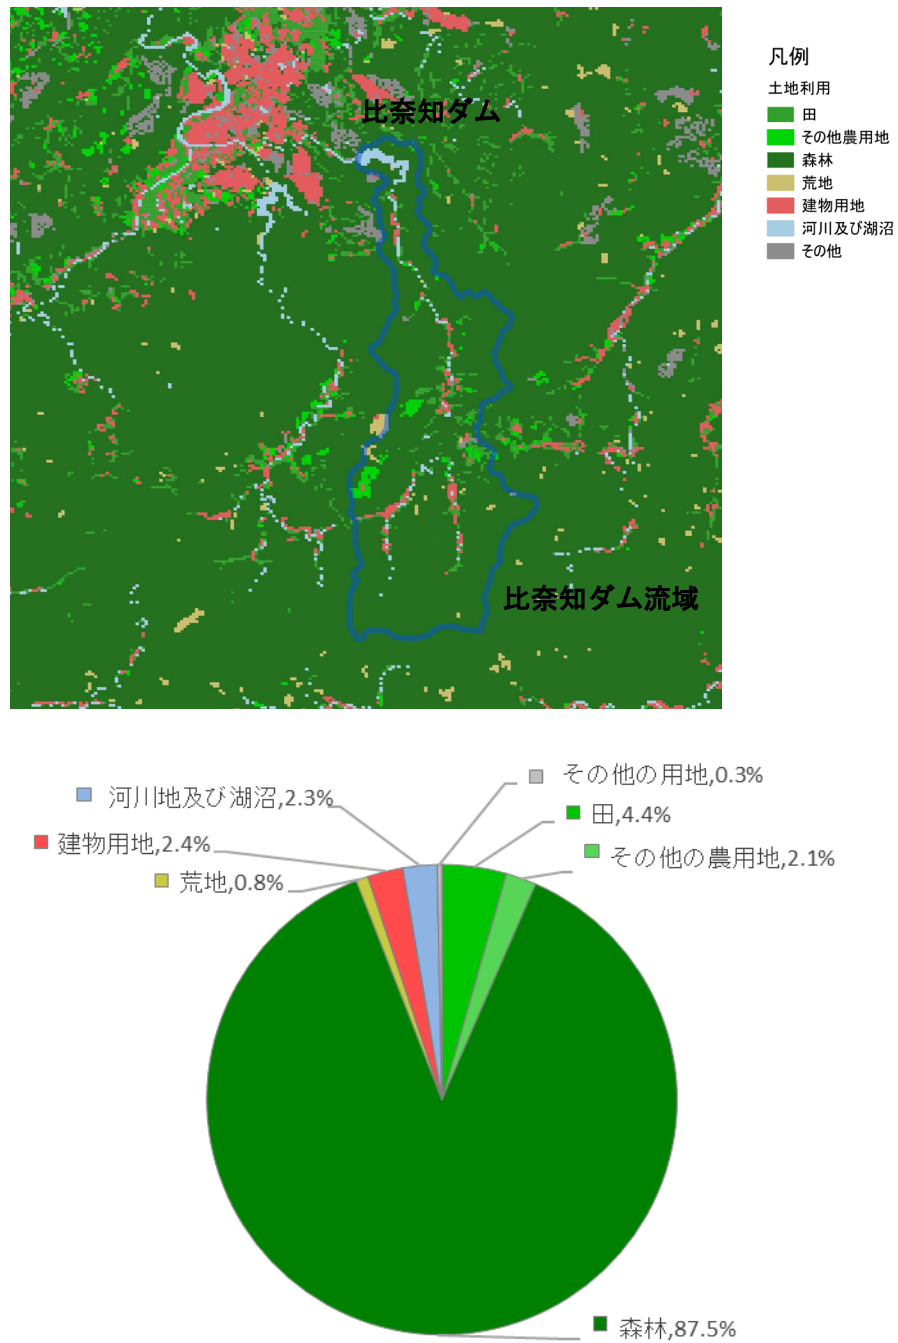 比奈知ダム
比奈知ダム流域
凡例
土地利用
田
その他農用地
森林
荒地
建物用地
河川及び湖沼
その他
その他の用地,0.3%
河川地及び湖沼,2.3%
田,4.4%
建物用地,2.4%
その他の農用地,2.1%
荒地,0.8%
森林,87.5%